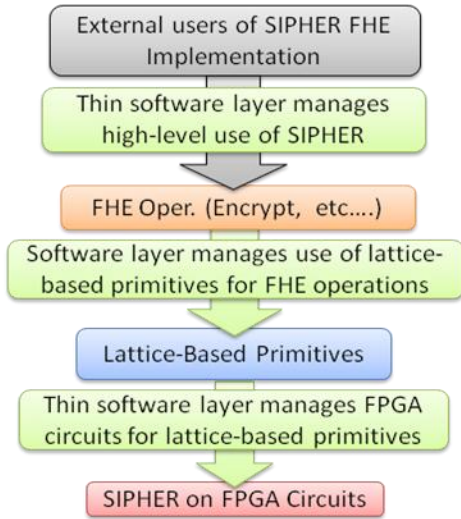 External users of SIPHER FHE
Implementation
Thin software layer manages
high-level use of SIPHER
FHE Oper. (Encrypt, etc....)
Software layer manages use of lattice-
based primitives for FHE operations
Lattice-Based Primitives
Thin software layer manages FPGA
circuits for lattice-based primitives
SIPHER on FPGA Circuits